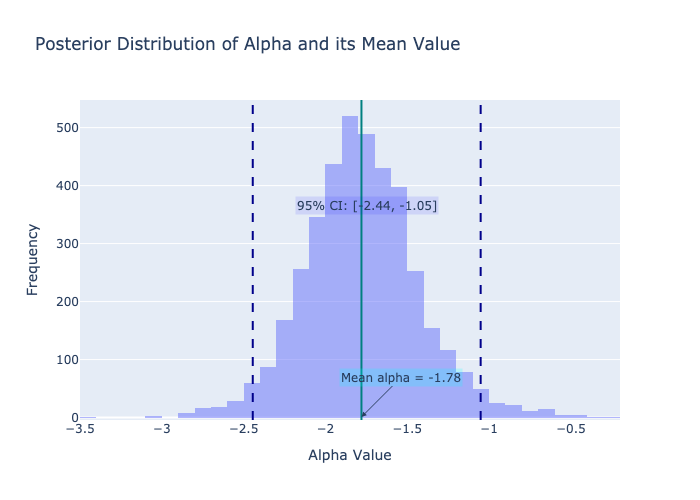 Posterior Distribution of Alpha and its Mean Value
500
400
300
200
100
0
Frequency
95% CI: [-2.44, -1.05]
Mean alpha = -1.78
−3.5 −3 −2.5 −2 −1.5 −1 −0.5
Alpha Value